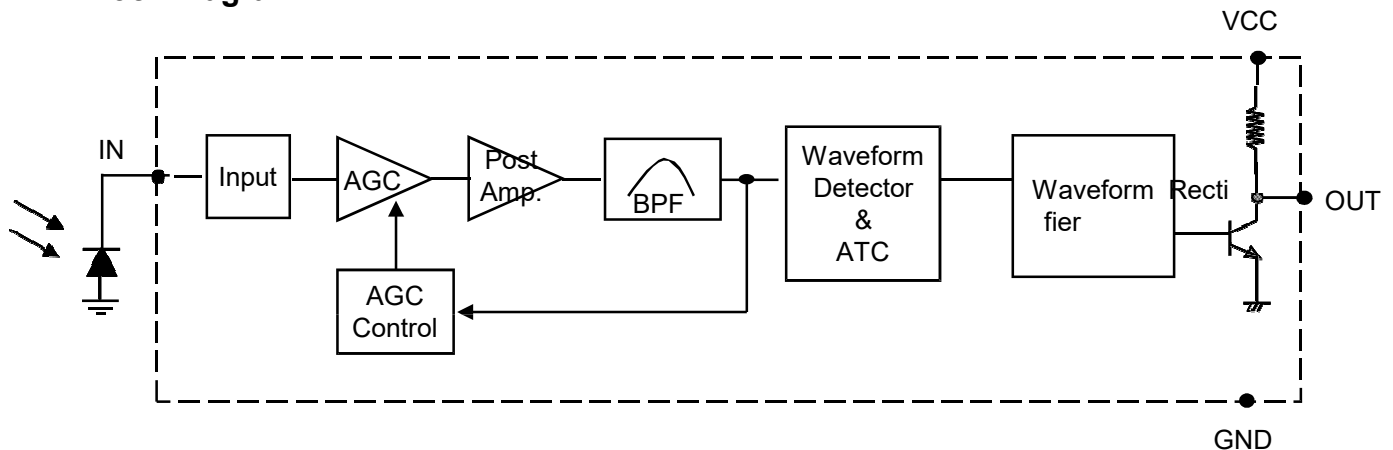 VCC
IN
Input
AGC
Post
Amp.
BPF
Waveform
Detector
&
ATC
Waveform Recti
fier
OUT
AGC
Control
GND